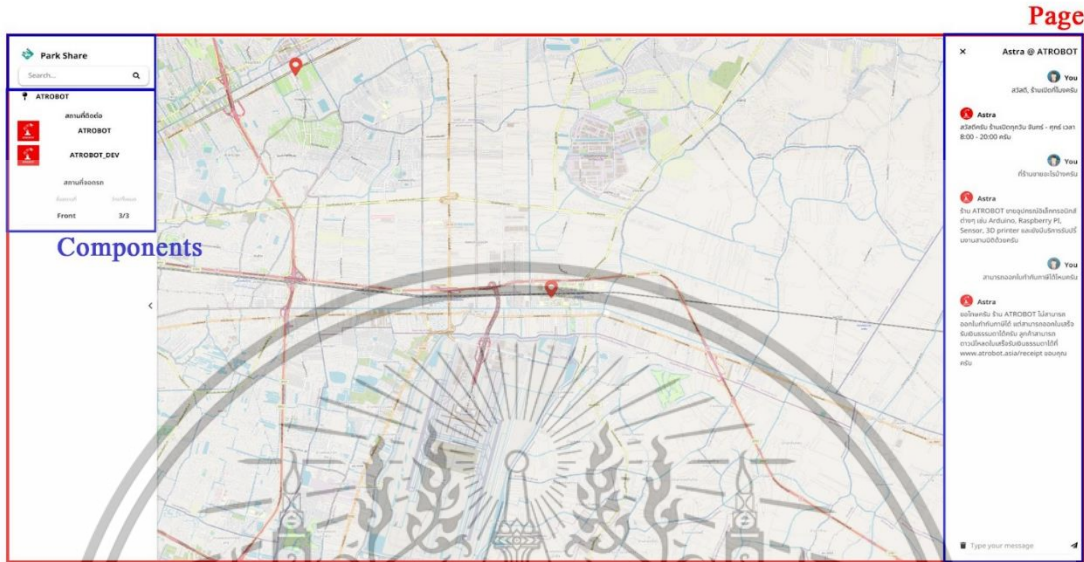 Page
Park Share
Search...
ATROBOT
สถานที่ติดต่อ
ATROBOT
ATROBOT_DEV
สถานที่จอดรถ
Front 3/3
Components
Astra @ ATROBOT
You
สวัสดี, ร้านเปิดกี่โมงครับ
Astra
สวัสดีครับ ร้านเปิดทุกวัน จันทร์ - ศุกร์ เวลา
8:00 - 20:00 ครับ
You
ที่ร้านขายอะไรบ้างครับ
Astra
ร้าน ATROBOT ขายอุปกรณ์อิเล็กทรอนิกส์
ต่างๆ เช่น Arduino, Raspberry Pi,
Sensor, 3D printer และยังมีบริการรับปริ้
นงานสามมิติด้วยครับ
You
สามารถออกใบกำกับภาษีได้ไหมครับ
Astra
ขอโทษครับ ร้าน ATROBOT ไม่สามารถ
ออกใบกำกับภาษีได้ แต่สามารถออกใบเสร็จ
รับเงินธรรมดาได้ครับ ลูกค้าสามารถ
ดาวน์โหลดใบเสร็จรับเงินธรรมดาได้ที่
www.atrobot.asia/receipt ขอบคุณ
ครับ
Type your message